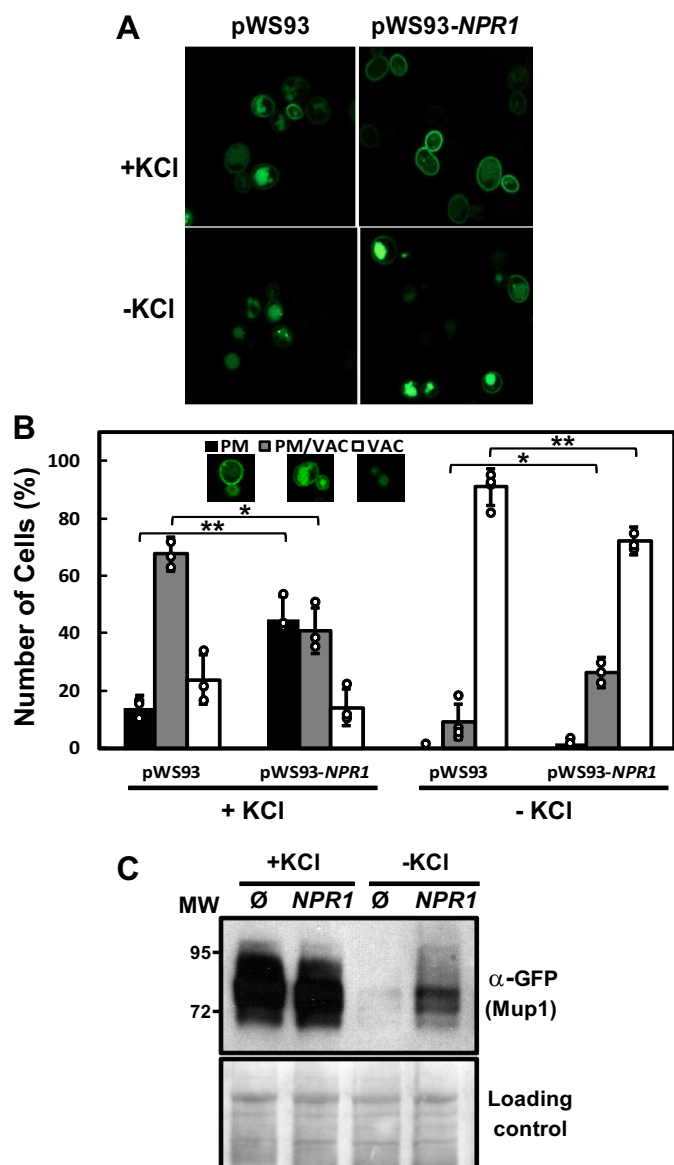 A
pWS93 pWS93-NPR1
+KCl
-KCl
B
PM PM/VAC VAC
100
80
60
40
20
0
Number of Cells (%)
** * * **
pWS93 pWS93-NPR1 pWS93 pWS93-NPR1
+ KCl - KCl
C
+KCl -KCl
MW Ø NPR1 Ø NPR1
95
72
α-GFP
(Mup1)
Loading
control